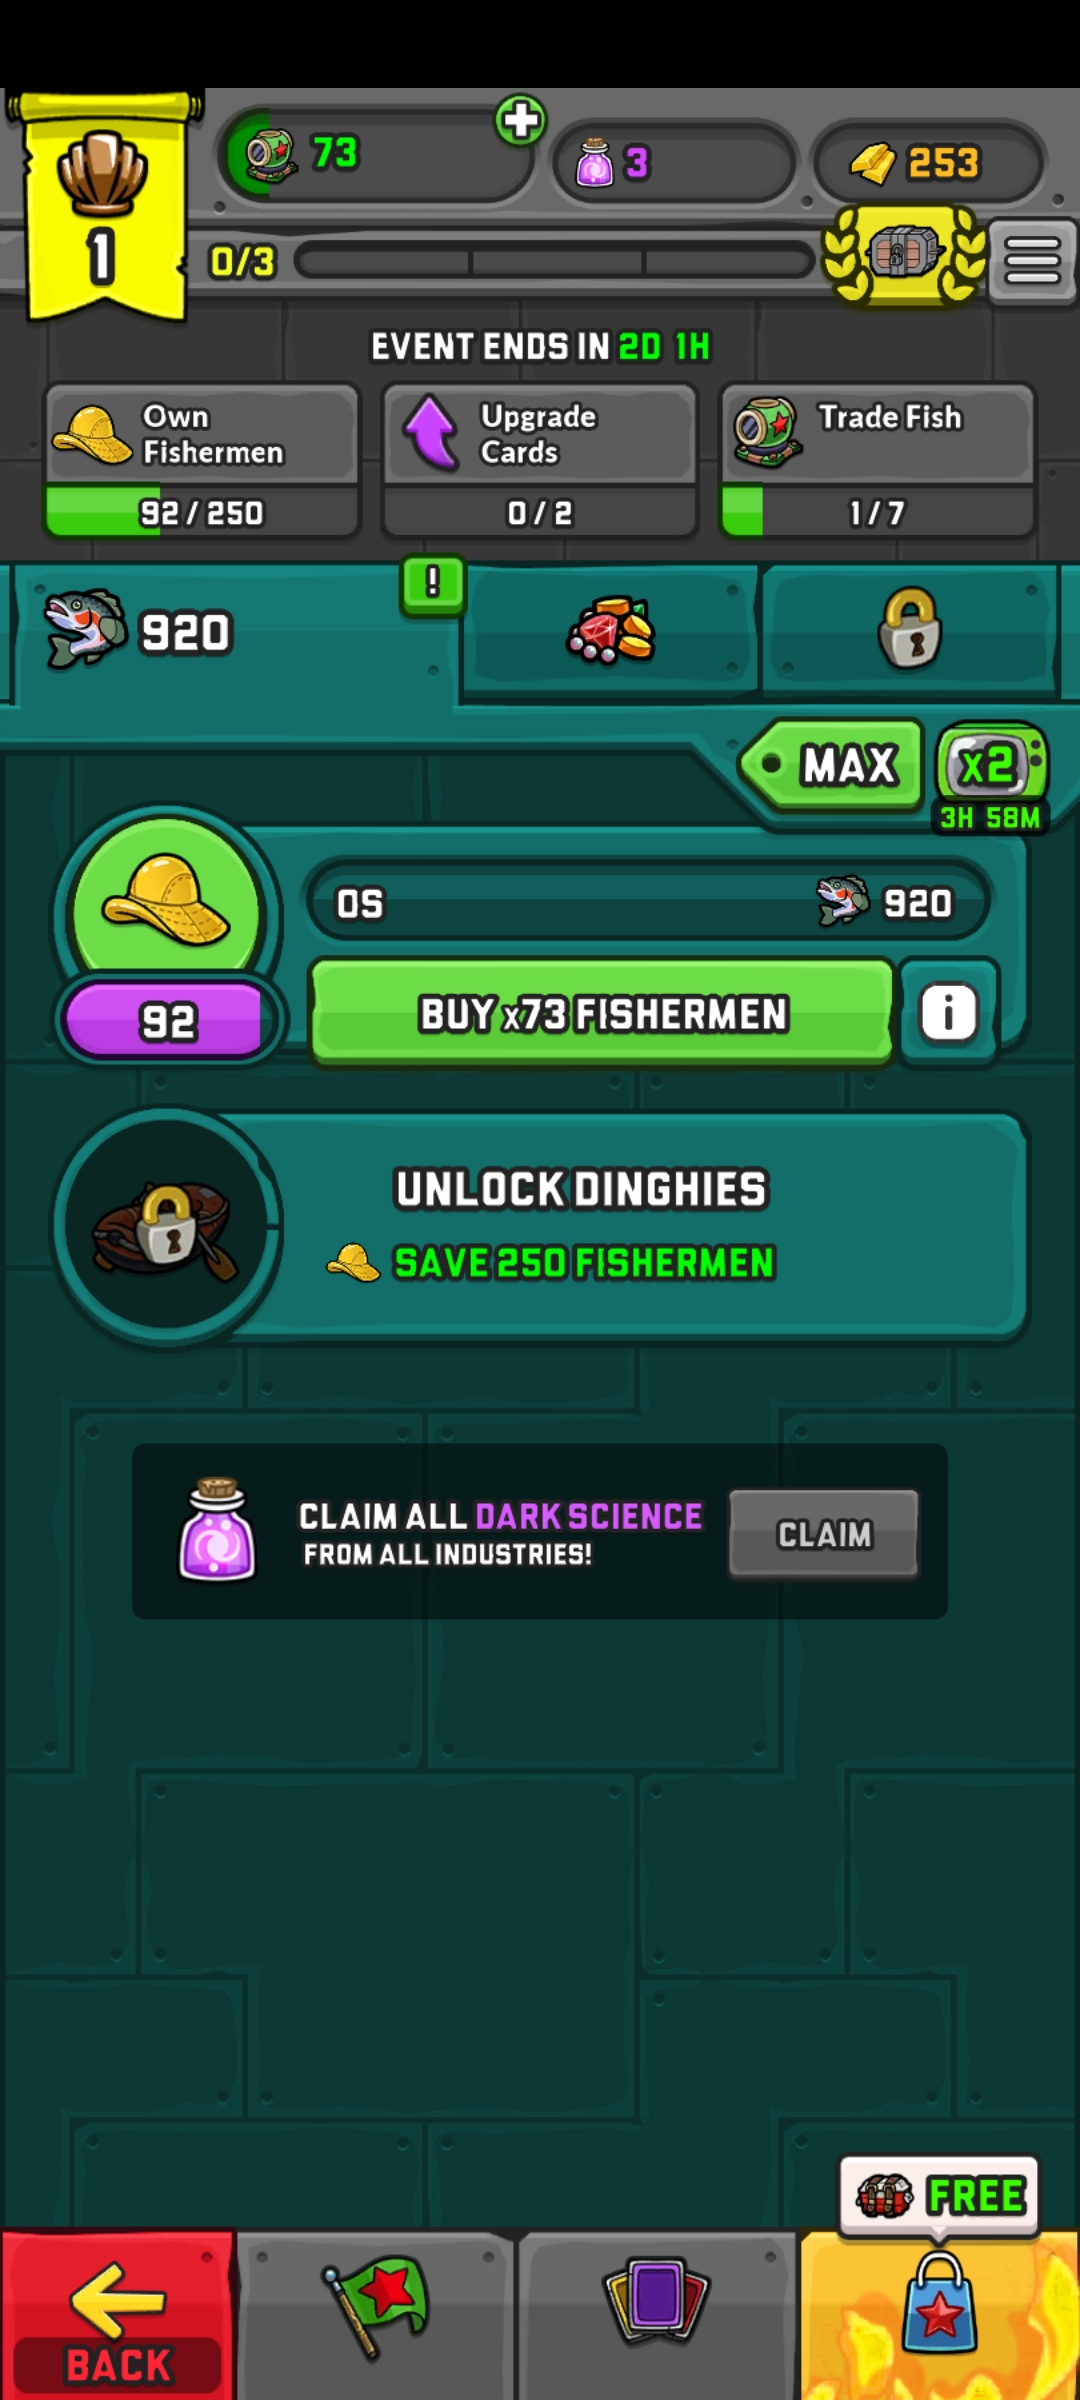 73
3
253
1
0/3
EVENT ENDS IN 2D 1H
Own
Fishermen
92 / 250
Upgrade
Cards
0 / 2
Trade Fish
1 / 7
920
!
MAX
x2
3H 58M
0S
920
92
BUY x73 FISHERMEN
i
UNLOCK DINGHIES
SAVE 250 FISHERMEN
CLAIM ALL DARK SCIENCE
FROM ALL INDUSTRIES!
CLAIM
FREE
BACK